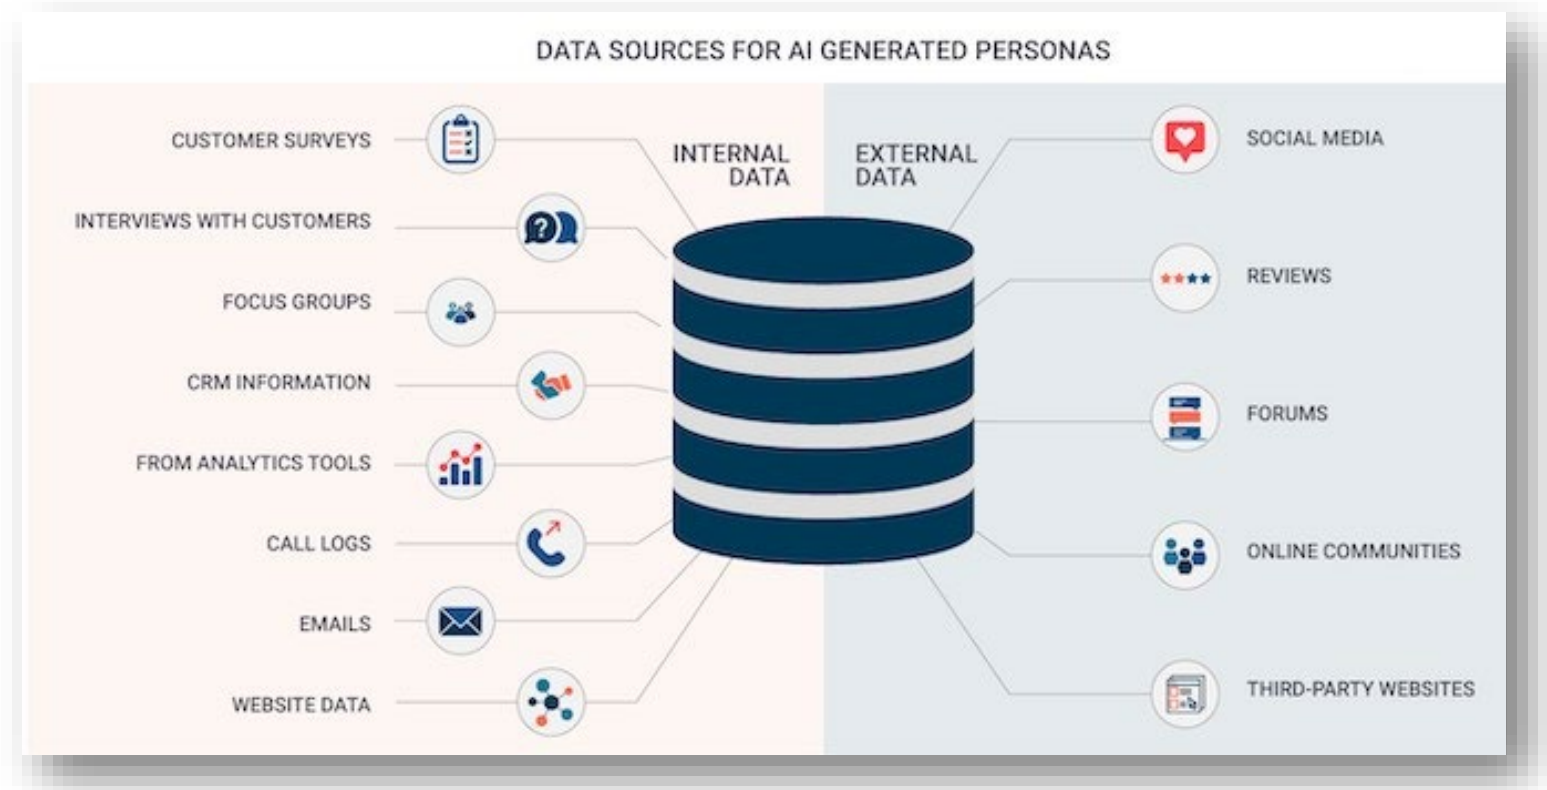 DATA SOURCES FOR AI GENERATED PERSONAS
INTERNAL
DATA
CUSTOMER SURVEYS
INTERVIEWS WITH CUSTOMERS
FOCUS GROUPS
CRM INFORMATION
FROM ANALYTICS TOOLS
CALL LOGS
EMAILS
WEBSITE DATA
EXTERNAL
DATA
SOCIAL MEDIA
REVIEWS
FORUMS
ONLINE COMMUNITIES
THIRD-PARTY WEBSITES